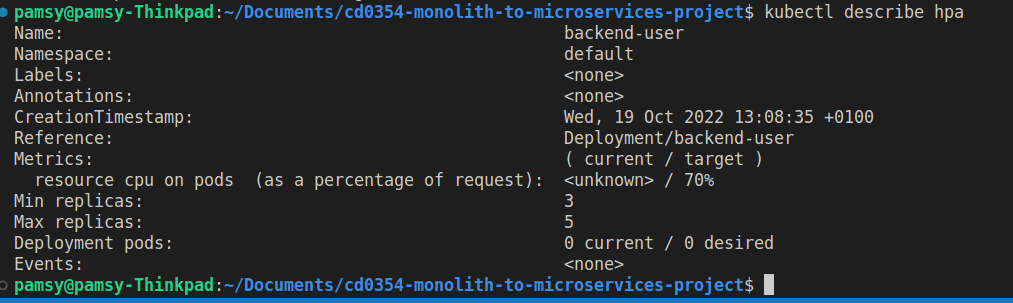 pamsy@pamsy-Thinkpad:~/Documents/cd0354-monolith-to-microservices-project$ kubectl describe hpa
Name: backend-user
Namespace: default
Labels: <none>
Annotations: <none>
CreationTimestamp: Wed, 19 Oct 2022 13:08:35 +0100
Reference: Deployment/backend-user
Metrics: ( current / target )
  resource cpu on pods  (as a percentage of request): <unknown> / 70%
Min replicas: 3
Max replicas: 5
Deployment pods: 0 current / 0 desired
Events: <none>
pamsy@pamsy-Thinkpad:~/Documents/cd0354-monolith-to-microservices-project$